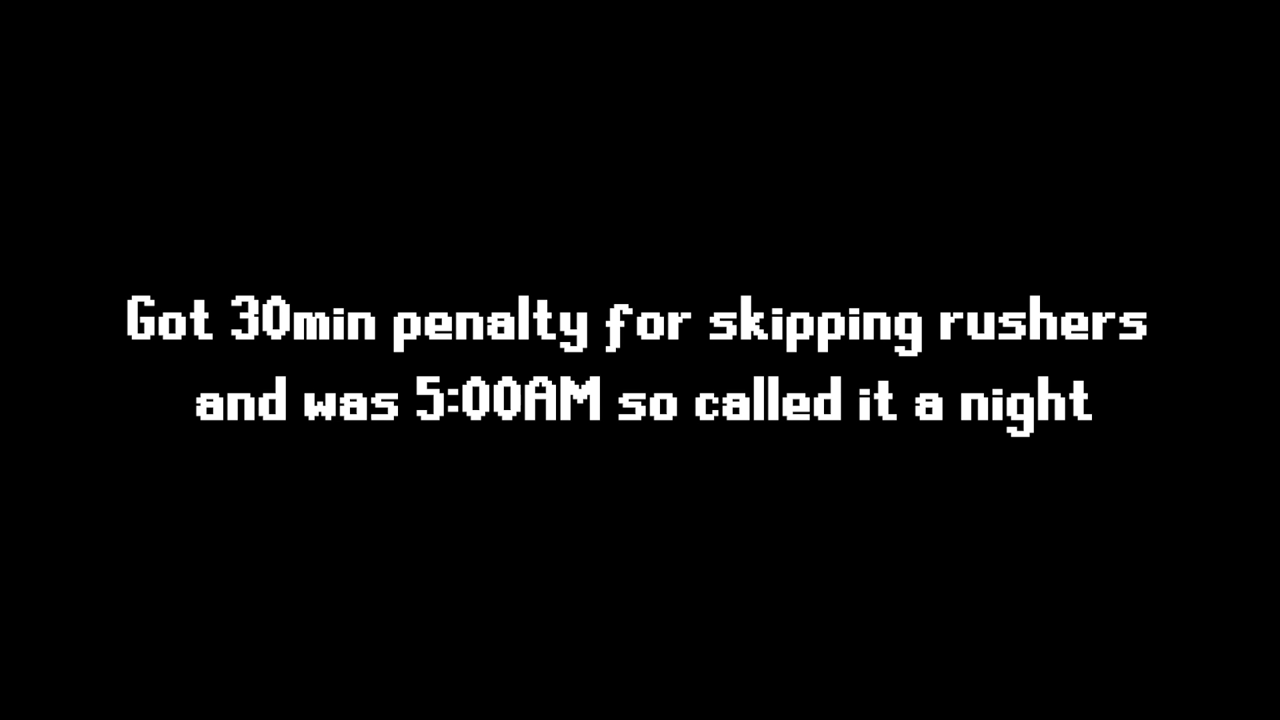 Got 30min penalty for skipping rushers
and was 5:00AM so called it a night